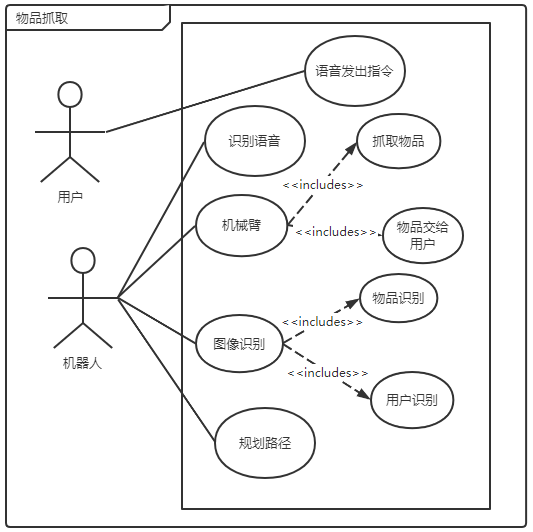 物品抓取
语音发出指令
识别语音
抓取物品
<<includes>>
用户
机械臂
<<includes>>
物品交给
用户
物品识别
<<includes>>
图像识别
机器人
<<includes>>
用户识别
规划路径